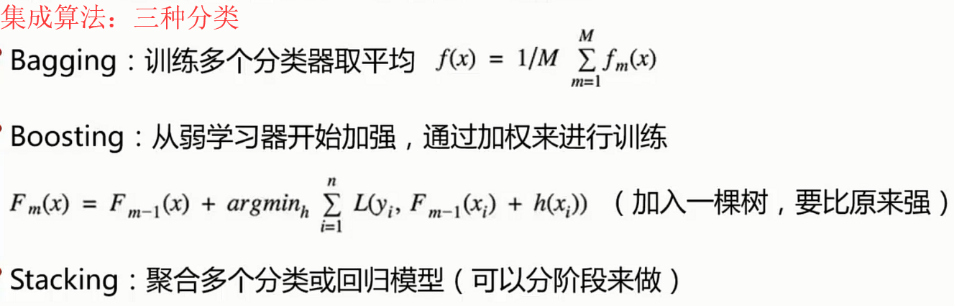 集成算法：三种分类
Bagging：训练多个分类器取平均 f(x) = 1/M ∑_{m=1}^{M} f_m(x)
Boosting：从弱学习器开始加强，通过加权来进行训练
F_m(x) = F_{m-1}(x) + argmin_h ∑_{i=1}^{n} L(y_i, F_{m-1}(x_i) + h(x_i)) （加入一棵树，要比原来强）
Stacking：聚合多个分类或回归模型（可以分阶段来做）